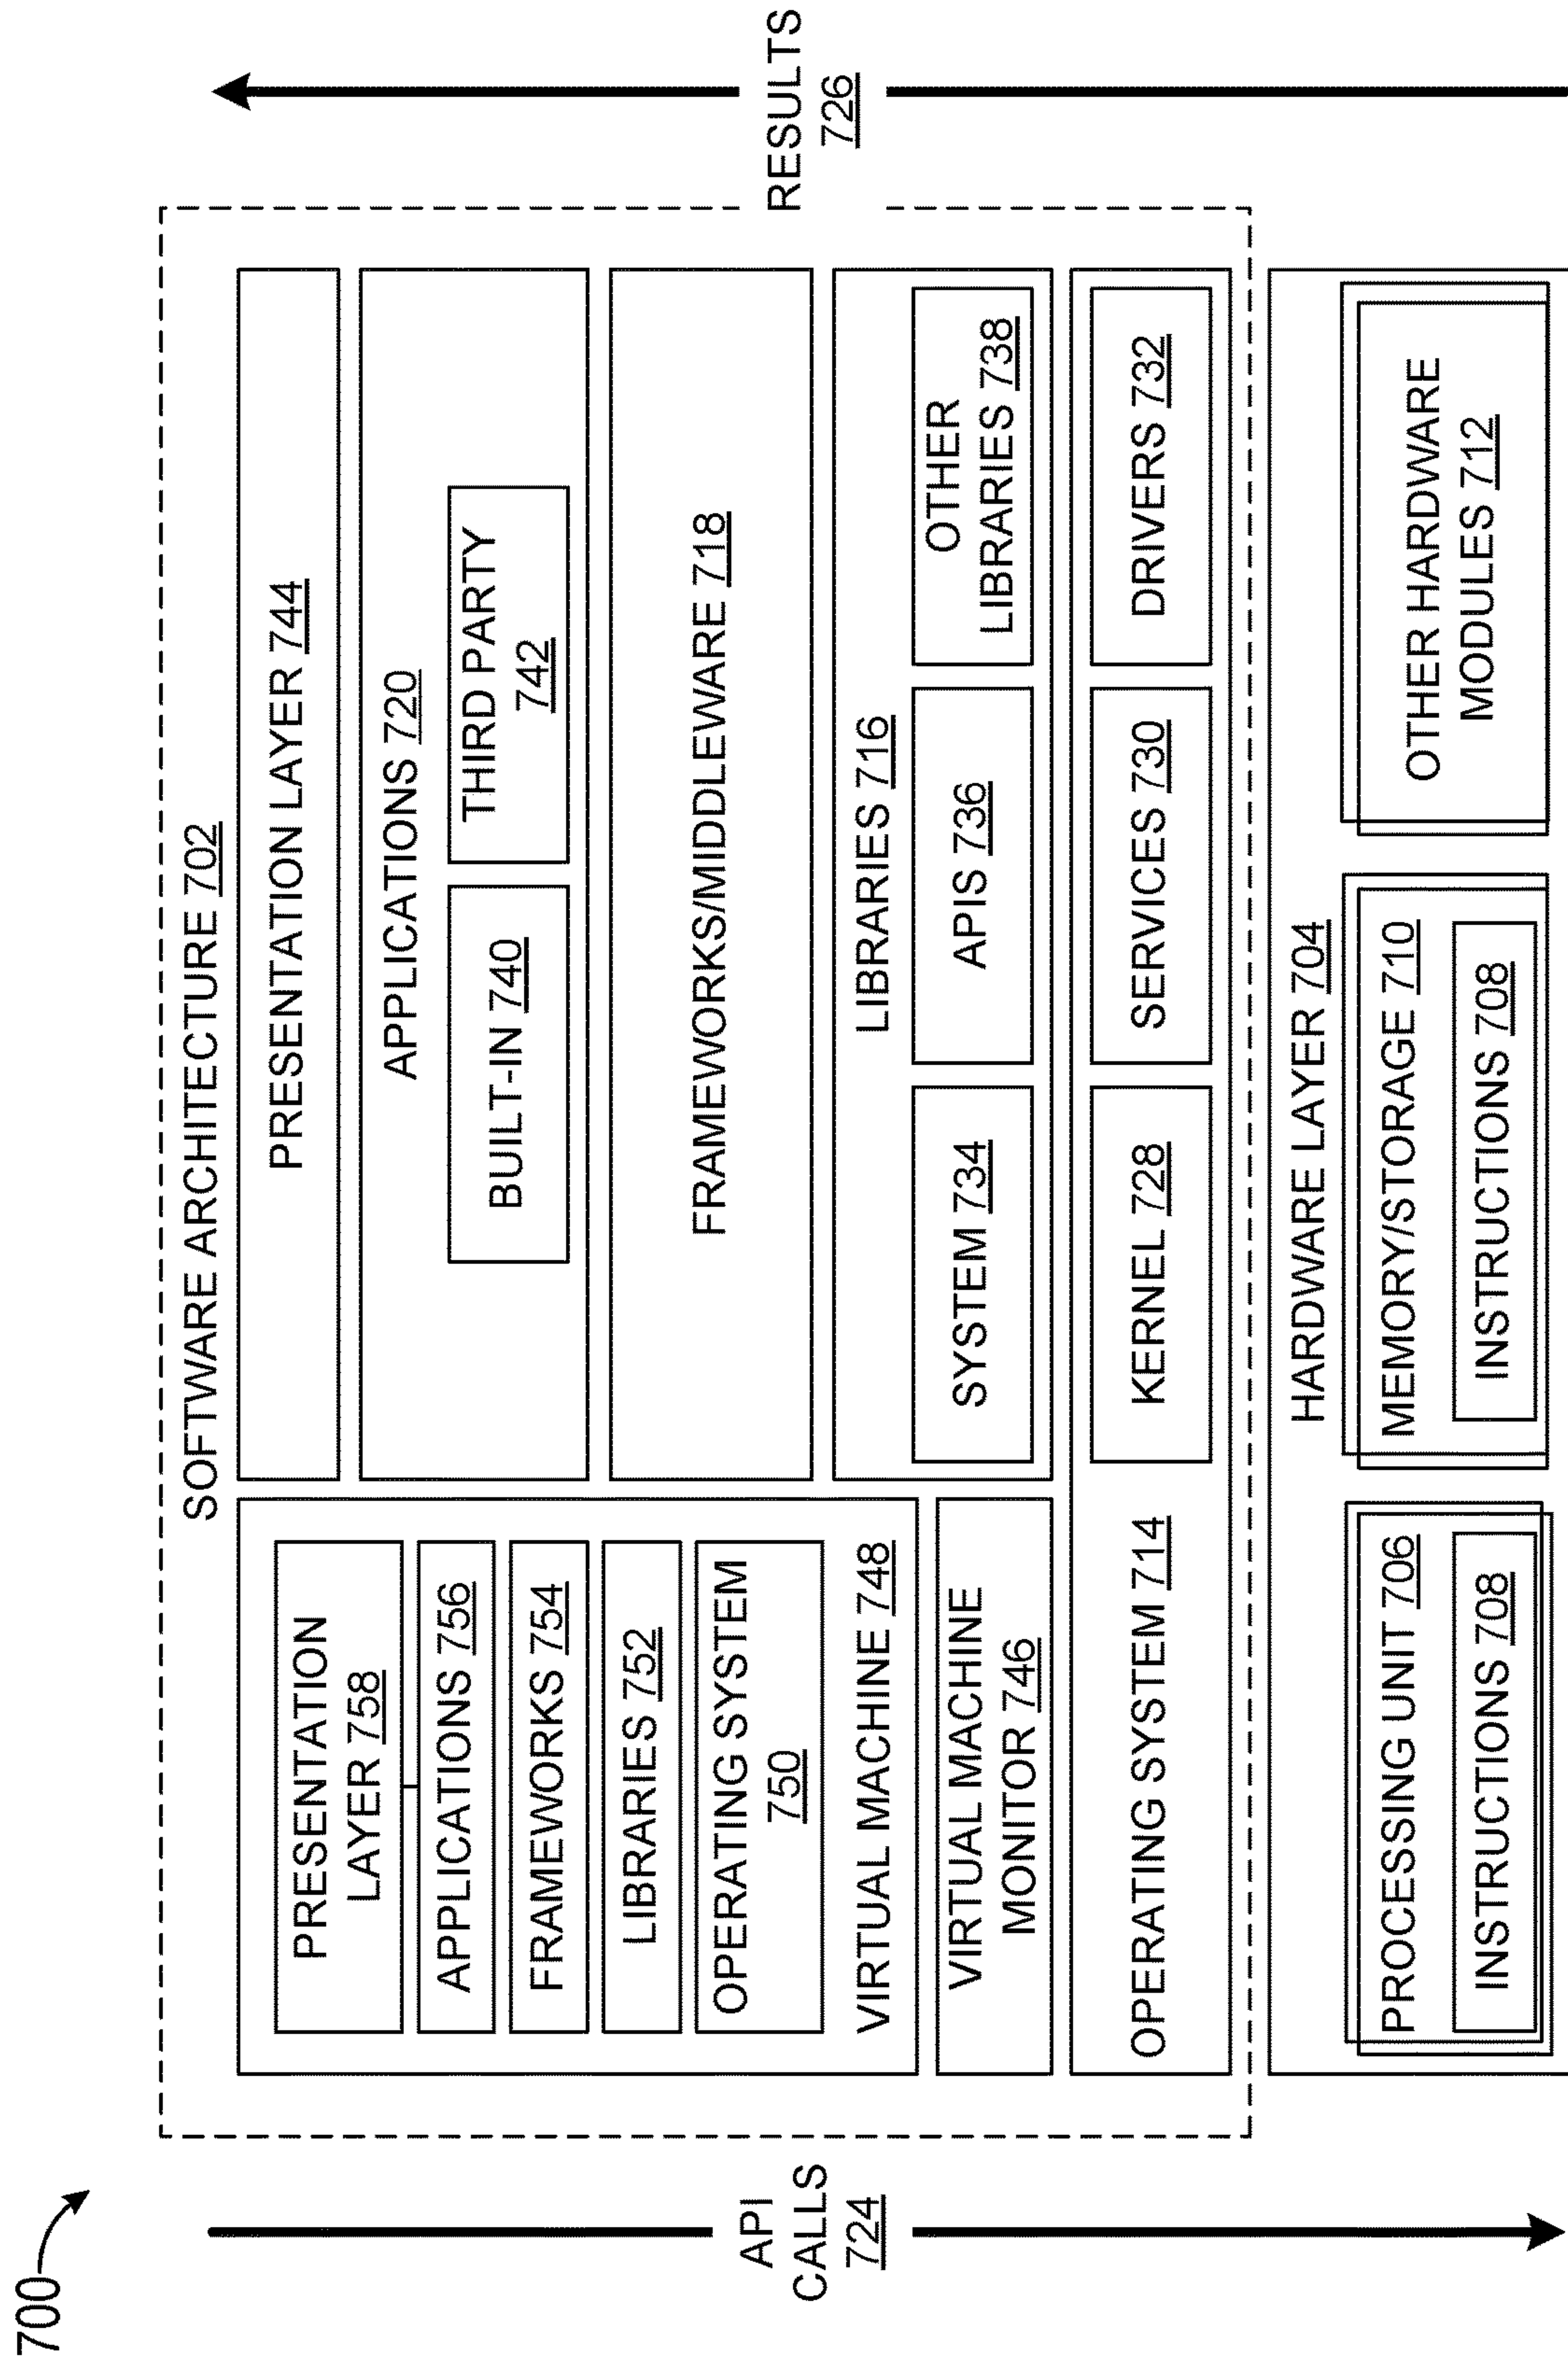 700
SOFTWARE ARCHITECTURE 702
PRESENTATION
LAYER 758
APPLICATIONS 756
FRAMEWORKS 754
LIBRARIES 752
OPERATING SYSTEM
750
VIRTUAL MACHINE 748
VIRTUAL MACHINE
MONITOR 746
PRESENTATION LAYER 744
APPLICATIONS 720
BUILT-IN 740
THIRD PARTY
742
FRAMEWORKS/MIDDLEWARE 718
LIBRARIES 716
SYSTEM 734
APIS 736
OTHER
LIBRARIES 738
OPERATING SYSTEM 714
KERNEL 728
SERVICES 730
DRIVERS 732
API
CALLS
724
RESULTS
726
HARDWARE LAYER 704
PROCESSING UNIT 706
INSTRUCTIONS 708
MEMORY/STORAGE 710
INSTRUCTIONS 708
OTHER HARDWARE
MODULES 712